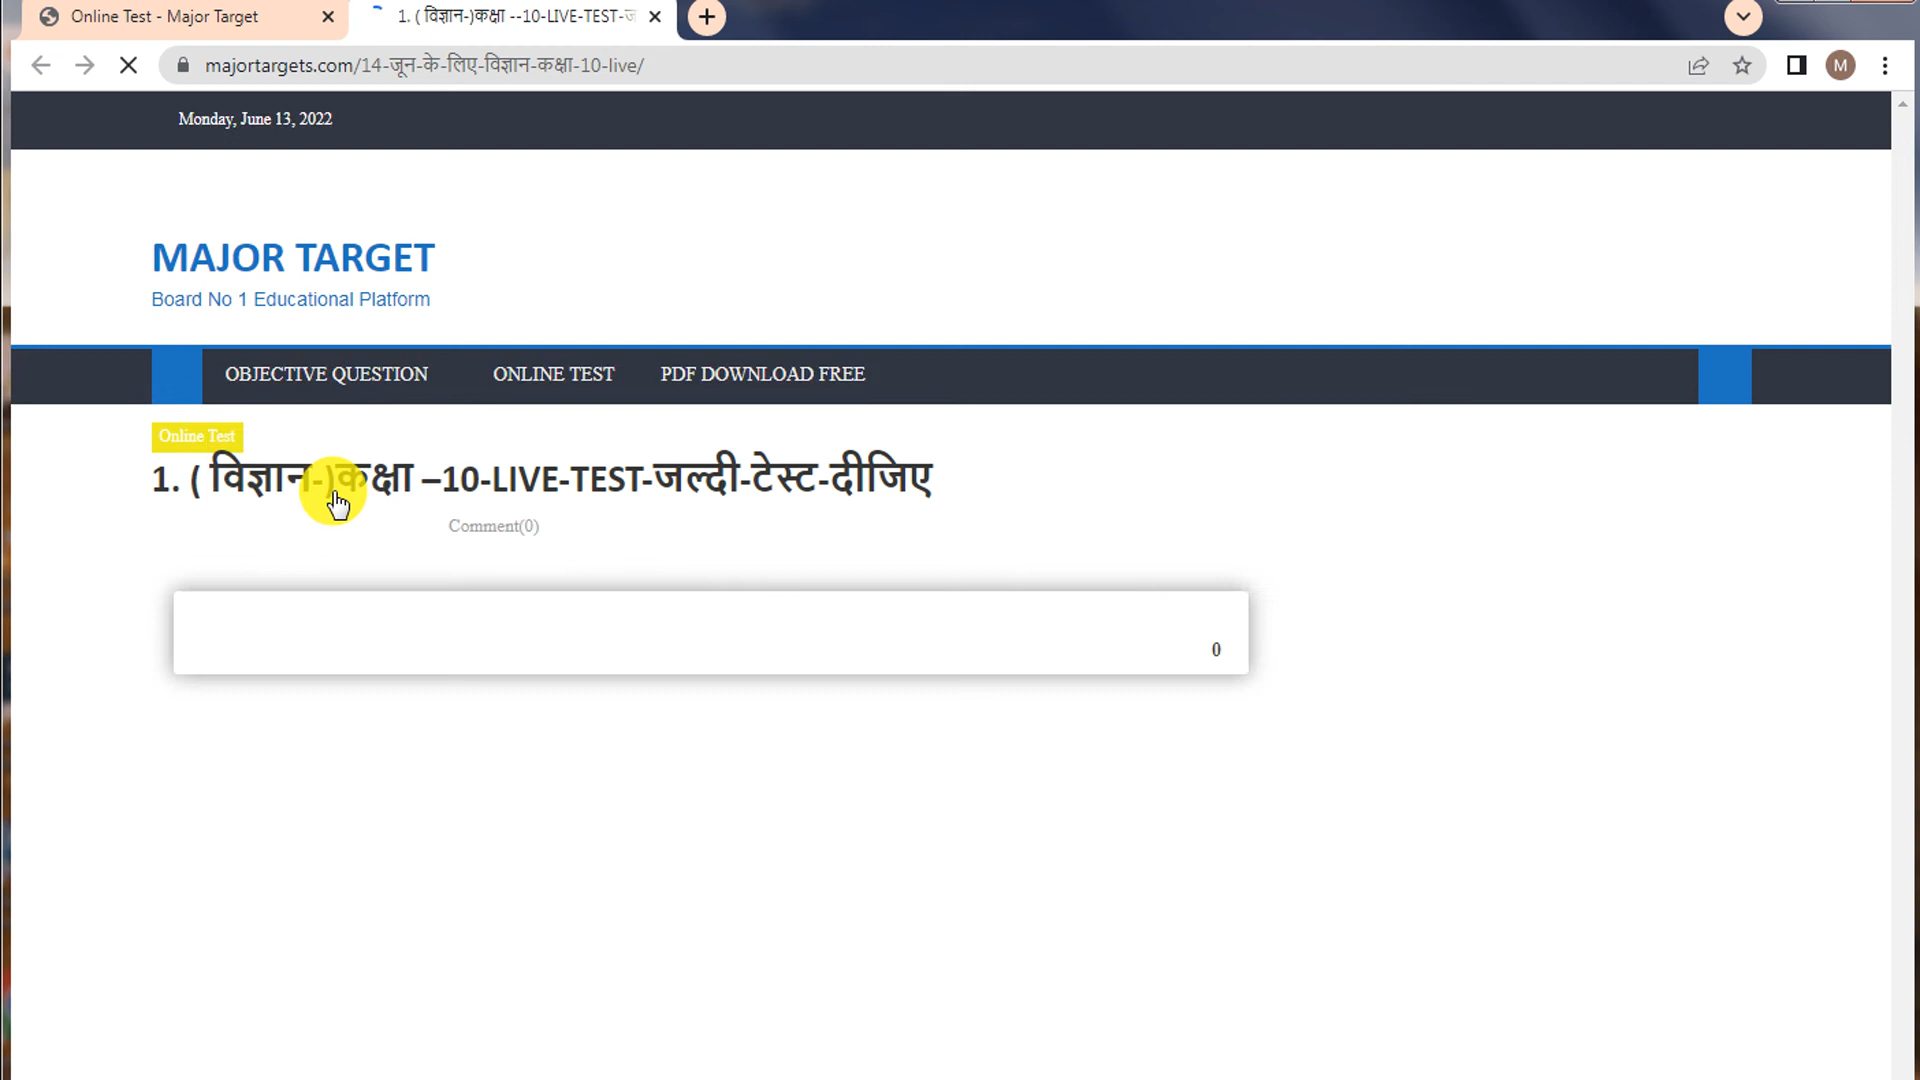 Online Test - Major Target
1. ( विज्ञान-)कक्षा --10-LIVE-TEST-
majortargets.com/14-जून-के-लिए-विज्ञान-कक्षा-10-live/
M
Monday, June 13, 2022
MAJOR TARGET
Board No 1 Educational Platform
OBJECTIVE QUESTION ONLINE TEST PDF DOWNLOAD FREE
Online Test
1. ( विज्ञान-)कक्षा –10-LIVE-TEST-जल्दी-टेस्ट-दीजिए
Comment(0)
0